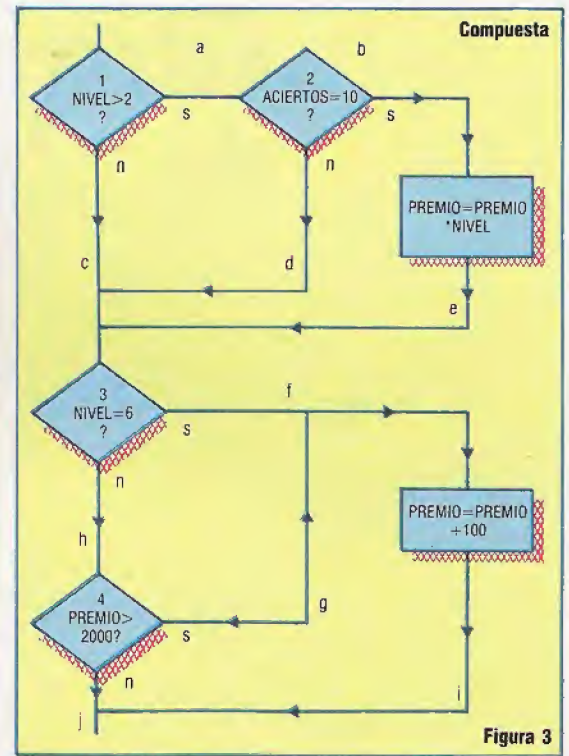 Compuesta
a
b
1
NIVEL>2
?
s
n
2
ACIERTOS=10
?
s
n
PREMIO=PREMIO
*NIVEL
c
d
e
3
NIVEL=6
?
s
n
f
PREMIO=PREMIO
+100
h
g
4
PREMIO>
2000?
s
n
i
j
Figura 3